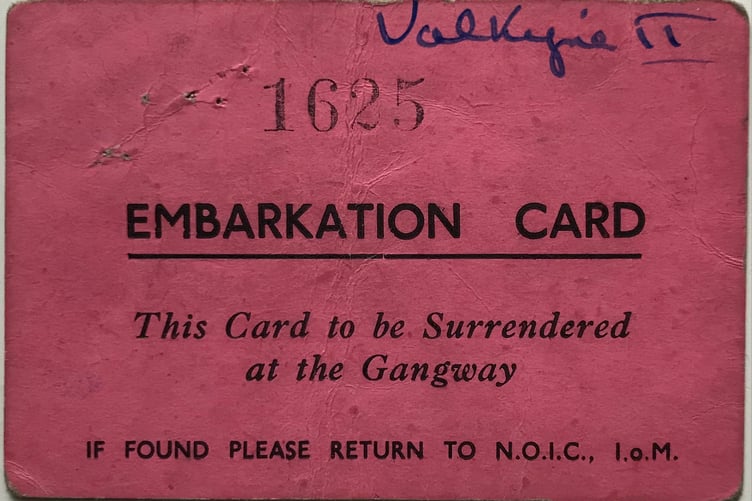 Valkyrie II
1625
EMBARKATION CARD
This Card to be Surrendered
at the Gangway
IF FOUND PLEASE RETURN TO N.O.I.C., I.o.M.